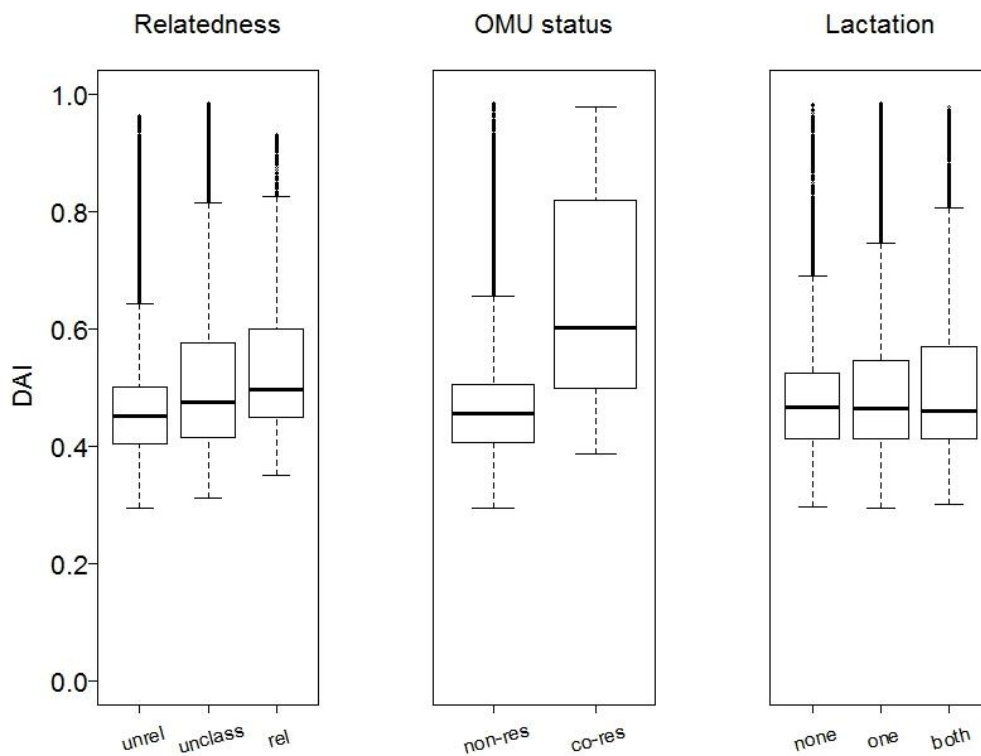 Relatedness
OMU status
Lactation
DAI
1.0
0.8
0.6
0.4
0.2
0.0
unrel unclass rel
non-res co-res
none one both